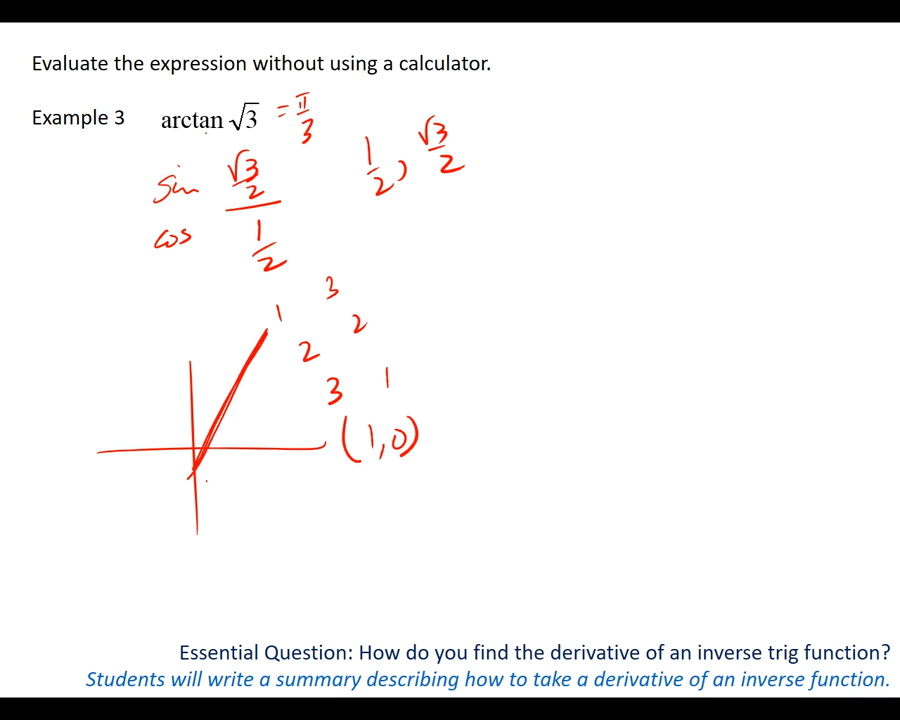 Evaluate the expression without using a calculator.
Example 3 arctan √3 = π/3
sin √3/2
cos 1/2
1/2, √3/2
3
1
2
2
3 1
(1,0)
Essential Question: How do you find the derivative of an inverse trig function?
Students will write a summary describing how to take a derivative of an inverse function.